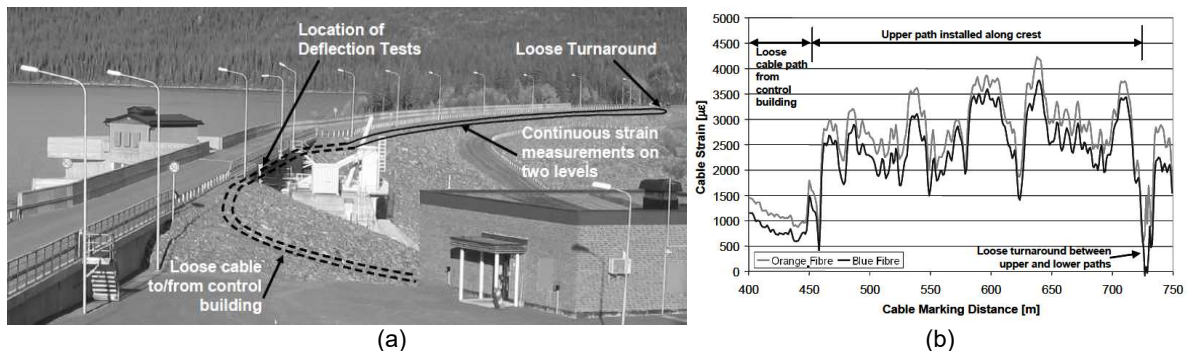 Location of
Deflection Tests
Loose Turnaround
Continuous strain
measurements on
two levels
Loose cable
to/from control
building
(a)
Cable Strain [µε]
5000
4500
4000
3500
3000
2500
2000
1500
1000
500
0
Loose
cable path
from
control
building
Upper path installed along crest
Loose turnaround between
upper and lower paths
Orange Fibre Blue Fibre
400 450 500 550 600 650 700 750
Cable Marking Distance [m]
(b)